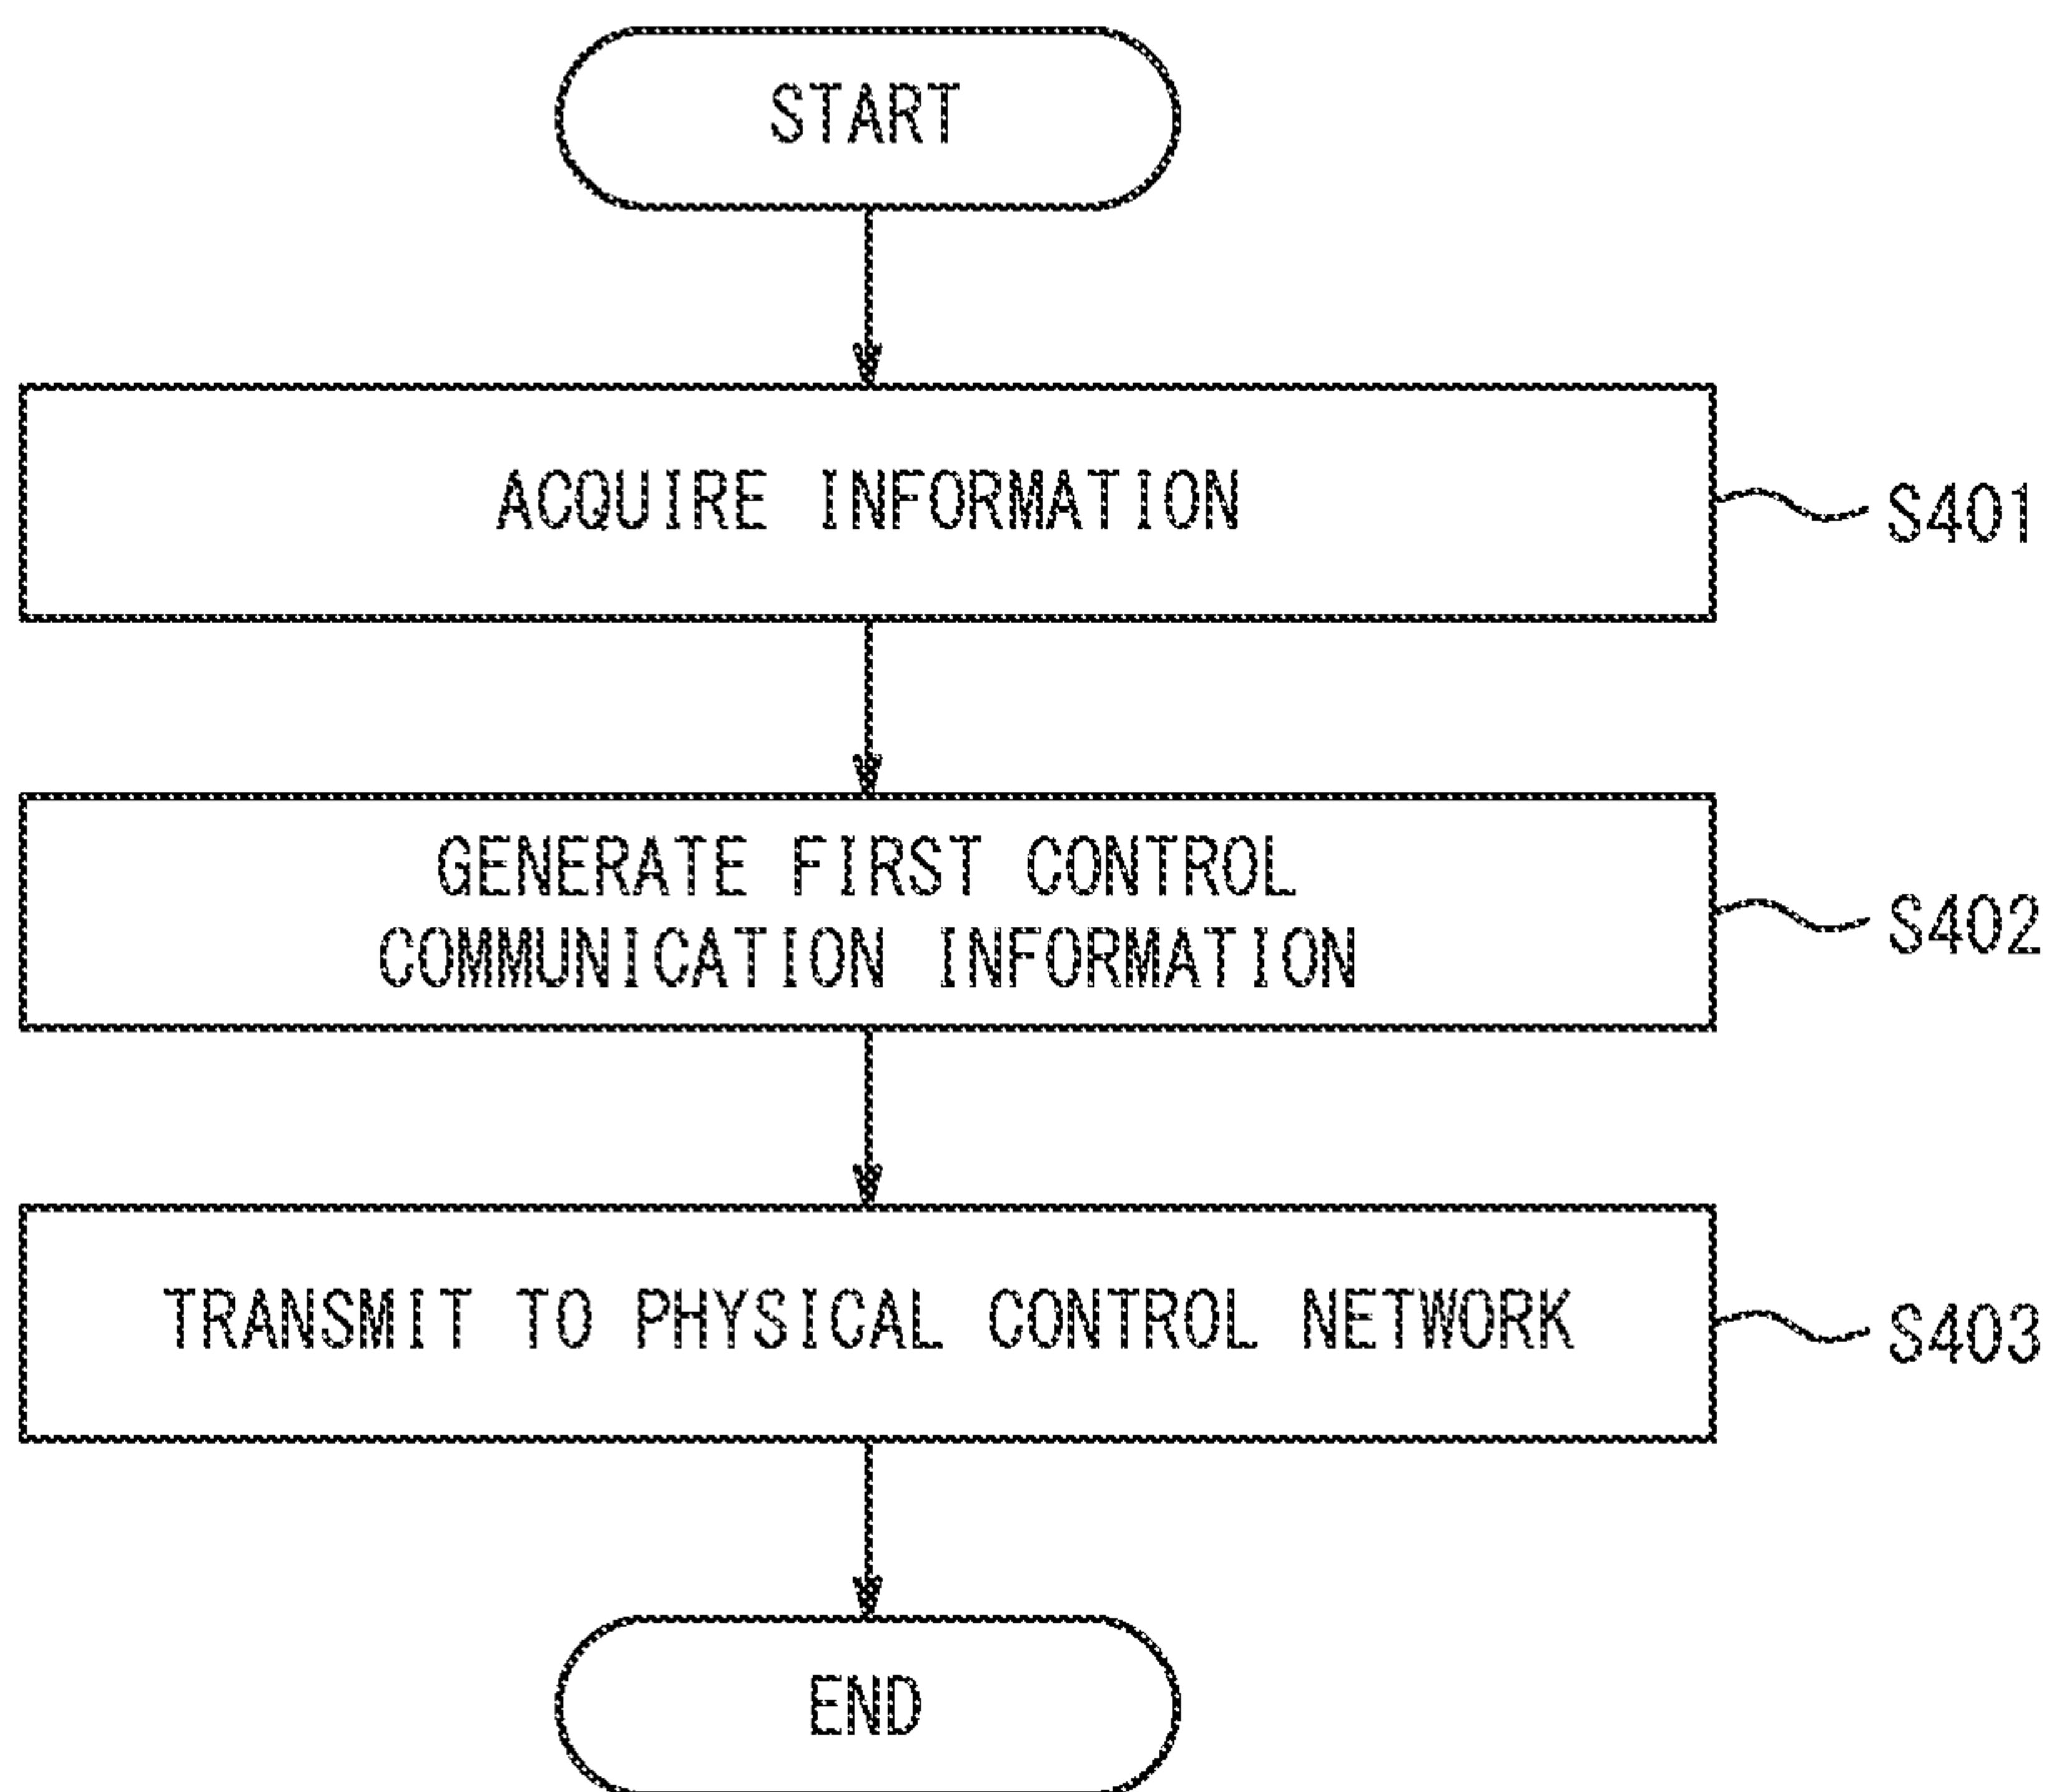 START
ACQUIRE INFORMATION
S401
GENERATE FIRST CONTROL
COMMUNICATION INFORMATION
S402
TRANSMIT TO PHYSICAL CONTROL NETWORK
S403
END